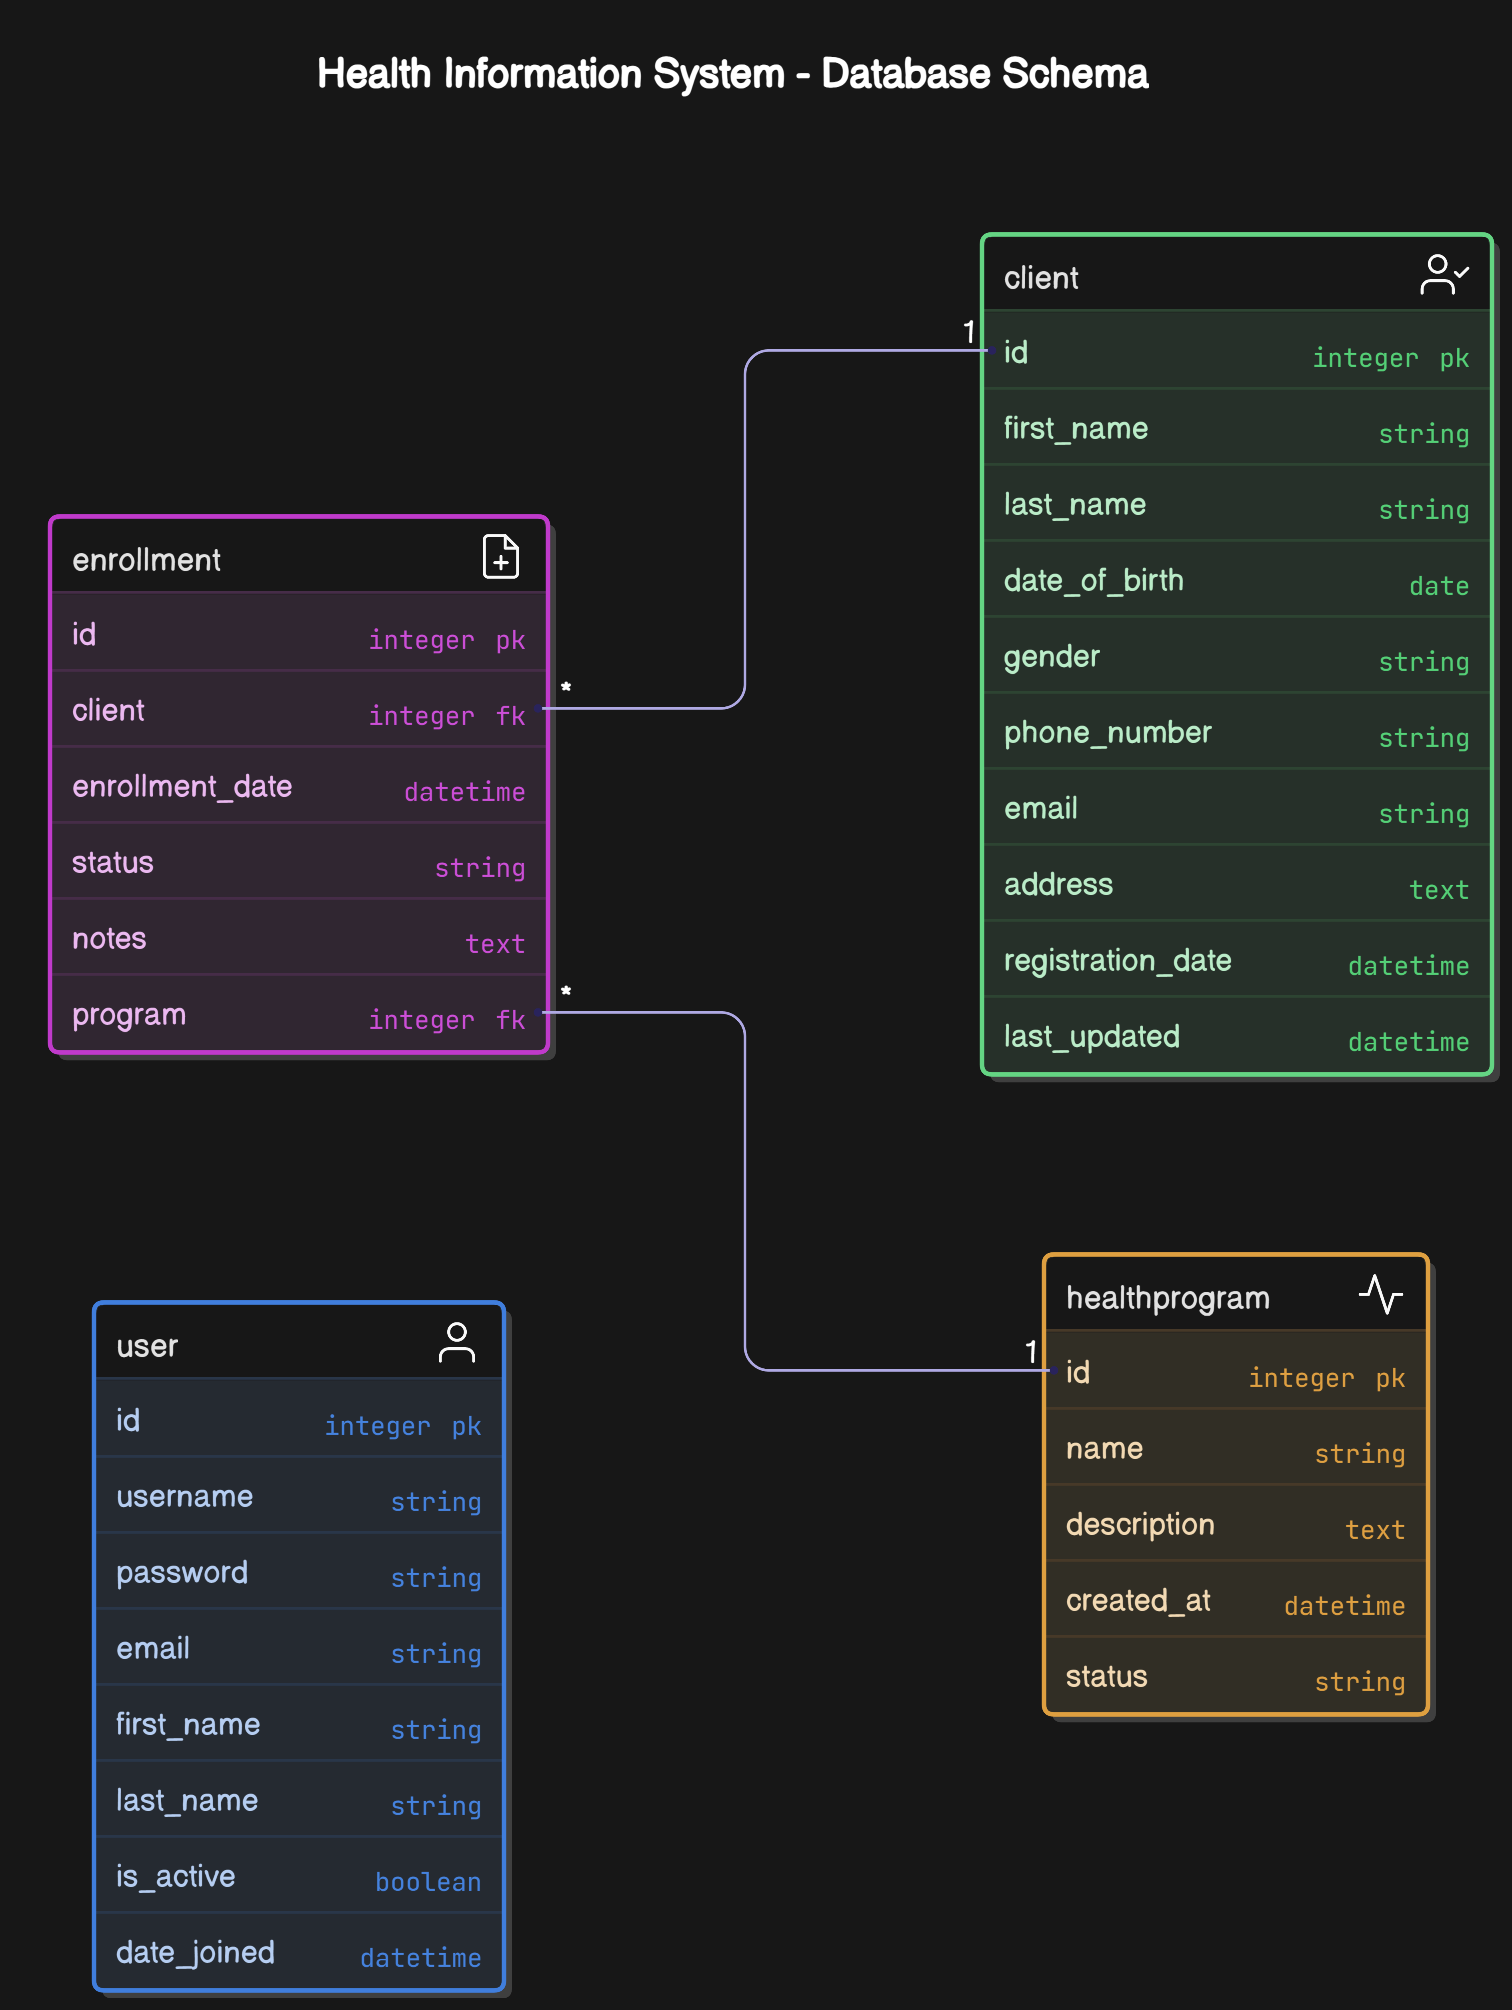 Health Information System - Database Schema
client
1
id integer pk
first_name string
last_name string
date_of_birth date
gender string
phone_number string
email string
address text
registration_date datetime
last_updated datetime
enrollment
id integer pk
*
client integer fk
enrollment_date datetime
status string
notes text
*
program integer fk
healthprogram
1
id integer pk
name string
description text
created_at datetime
status string
user
id integer pk
username string
password string
email string
first_name string
last_name string
is_active boolean
date_joined datetime